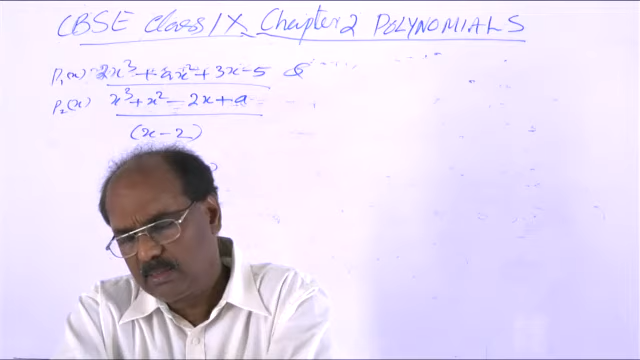 CBSE Class IX Chapter 2 POLYNOMIALS
P₁(x) 2x³ + ax² + 3x - 5 &
P₂(x) x³ + x² - 2x + a
(x - 2)